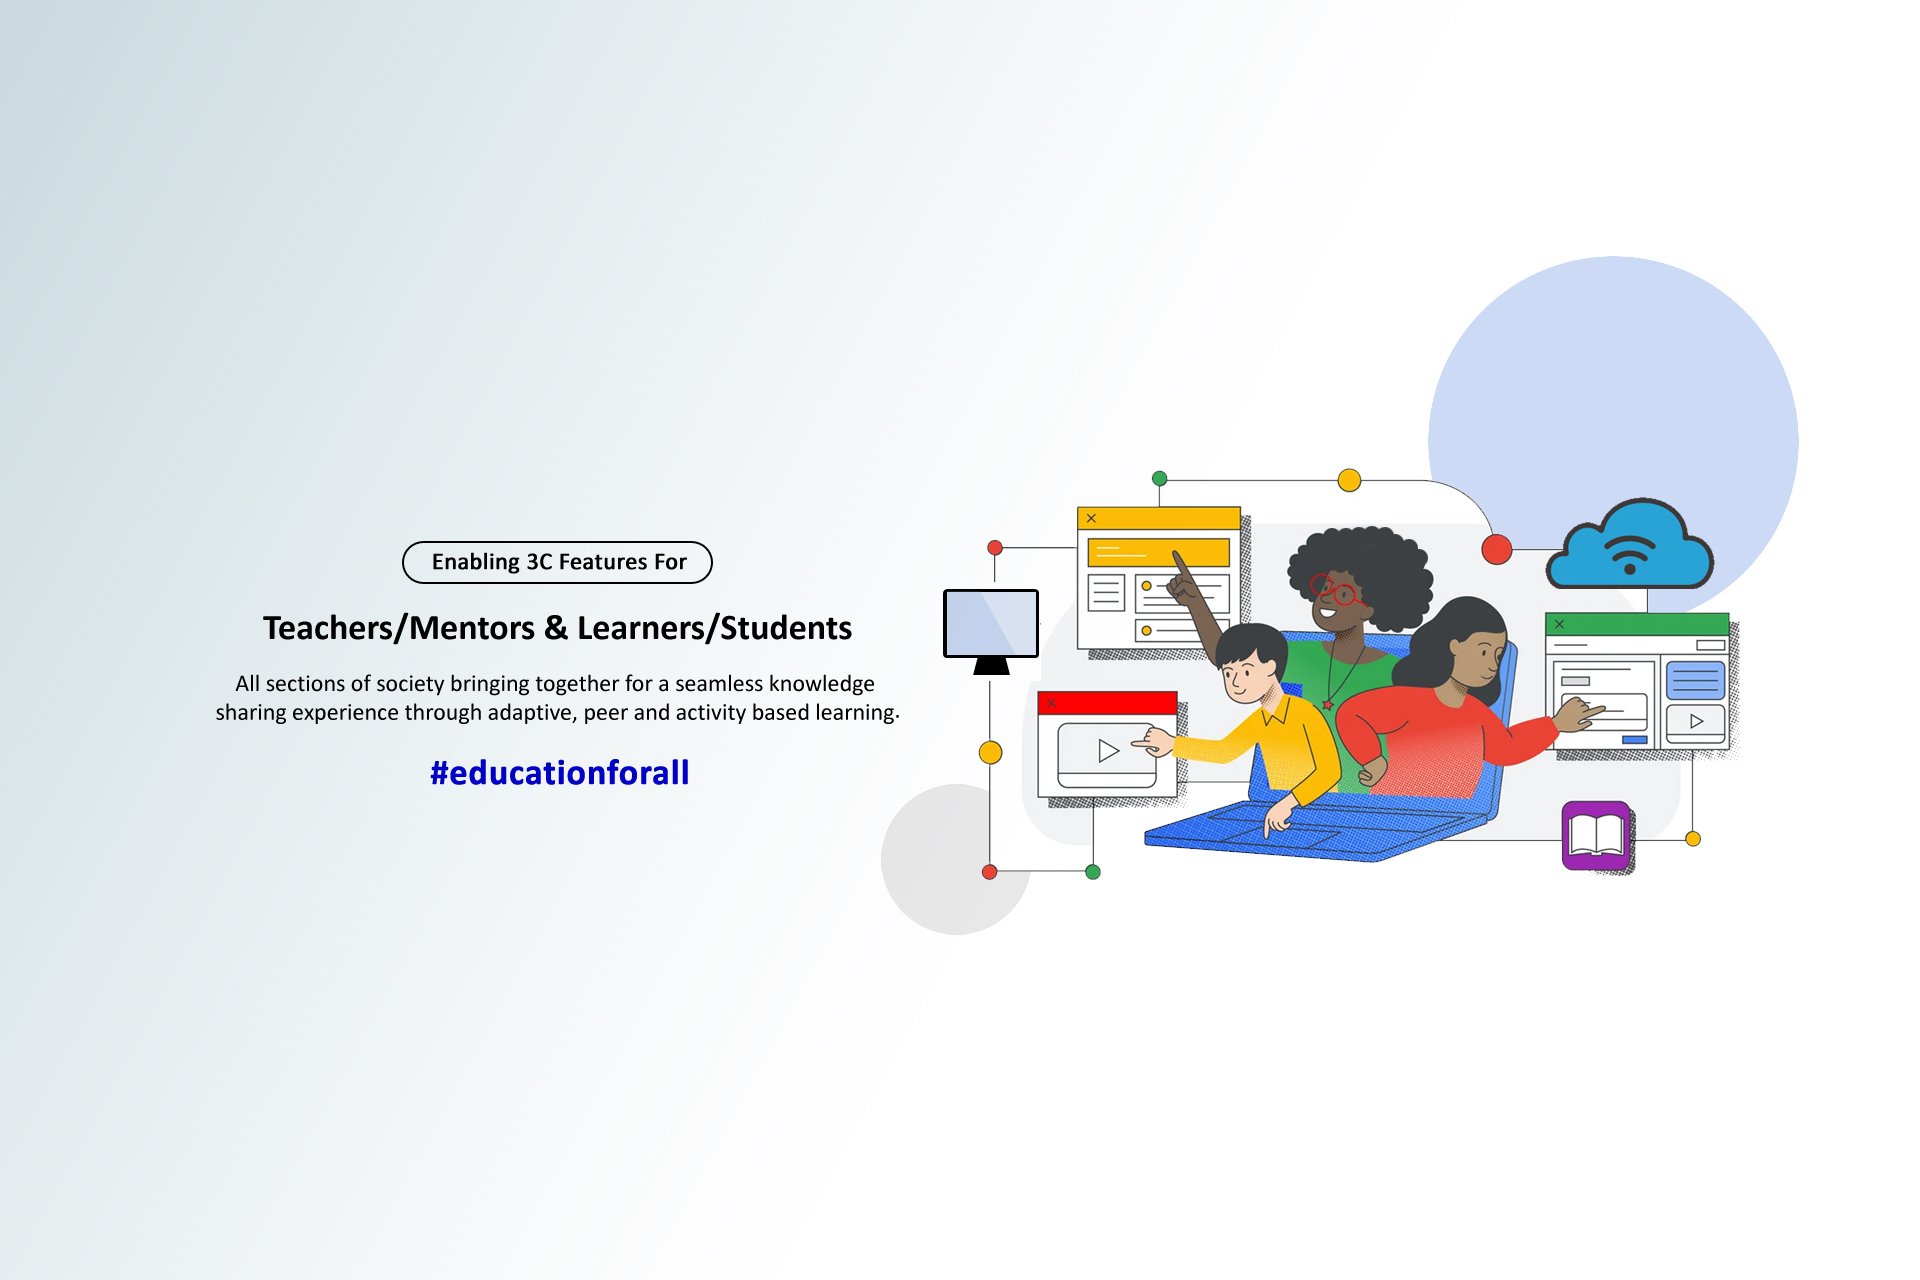 Enabling 3C Features For
Teachers/Mentors & Learners/Students
All sections of society bringing together for a seamless knowledge
sharing experience through adaptive, peer and activity based learning.
#educationforall